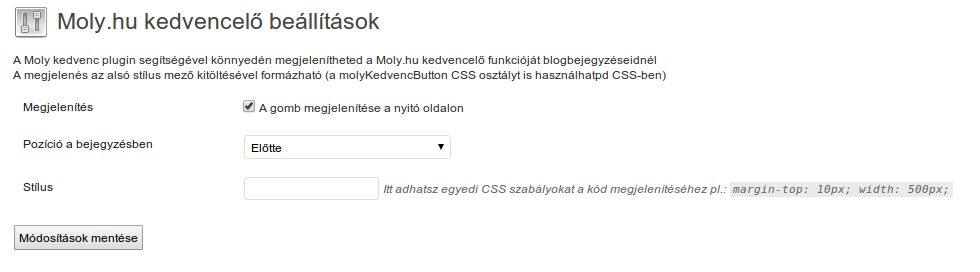 Moly.hu kedvencelő beállítások
A Moly kedvenc plugin segítségével könnyedén megjelenítheted a Moly.hu kedvencelő funkcióját blogbejegyzéseidnél
A megjelenés az alsó stílus mező kitöltésével formázható (a molyKedvencButton CSS osztályt is használhatpd CSS-ben)
Megjelenítés A gomb megjelenítése a nyitó oldalon
Pozíció a bejegyzésben Előtte
Stílus Itt adhatsz egyedi CSS szabályokat a kód megjelenítéséhez pl.: margin-top: 10px; width: 500px;
Módosítások mentése